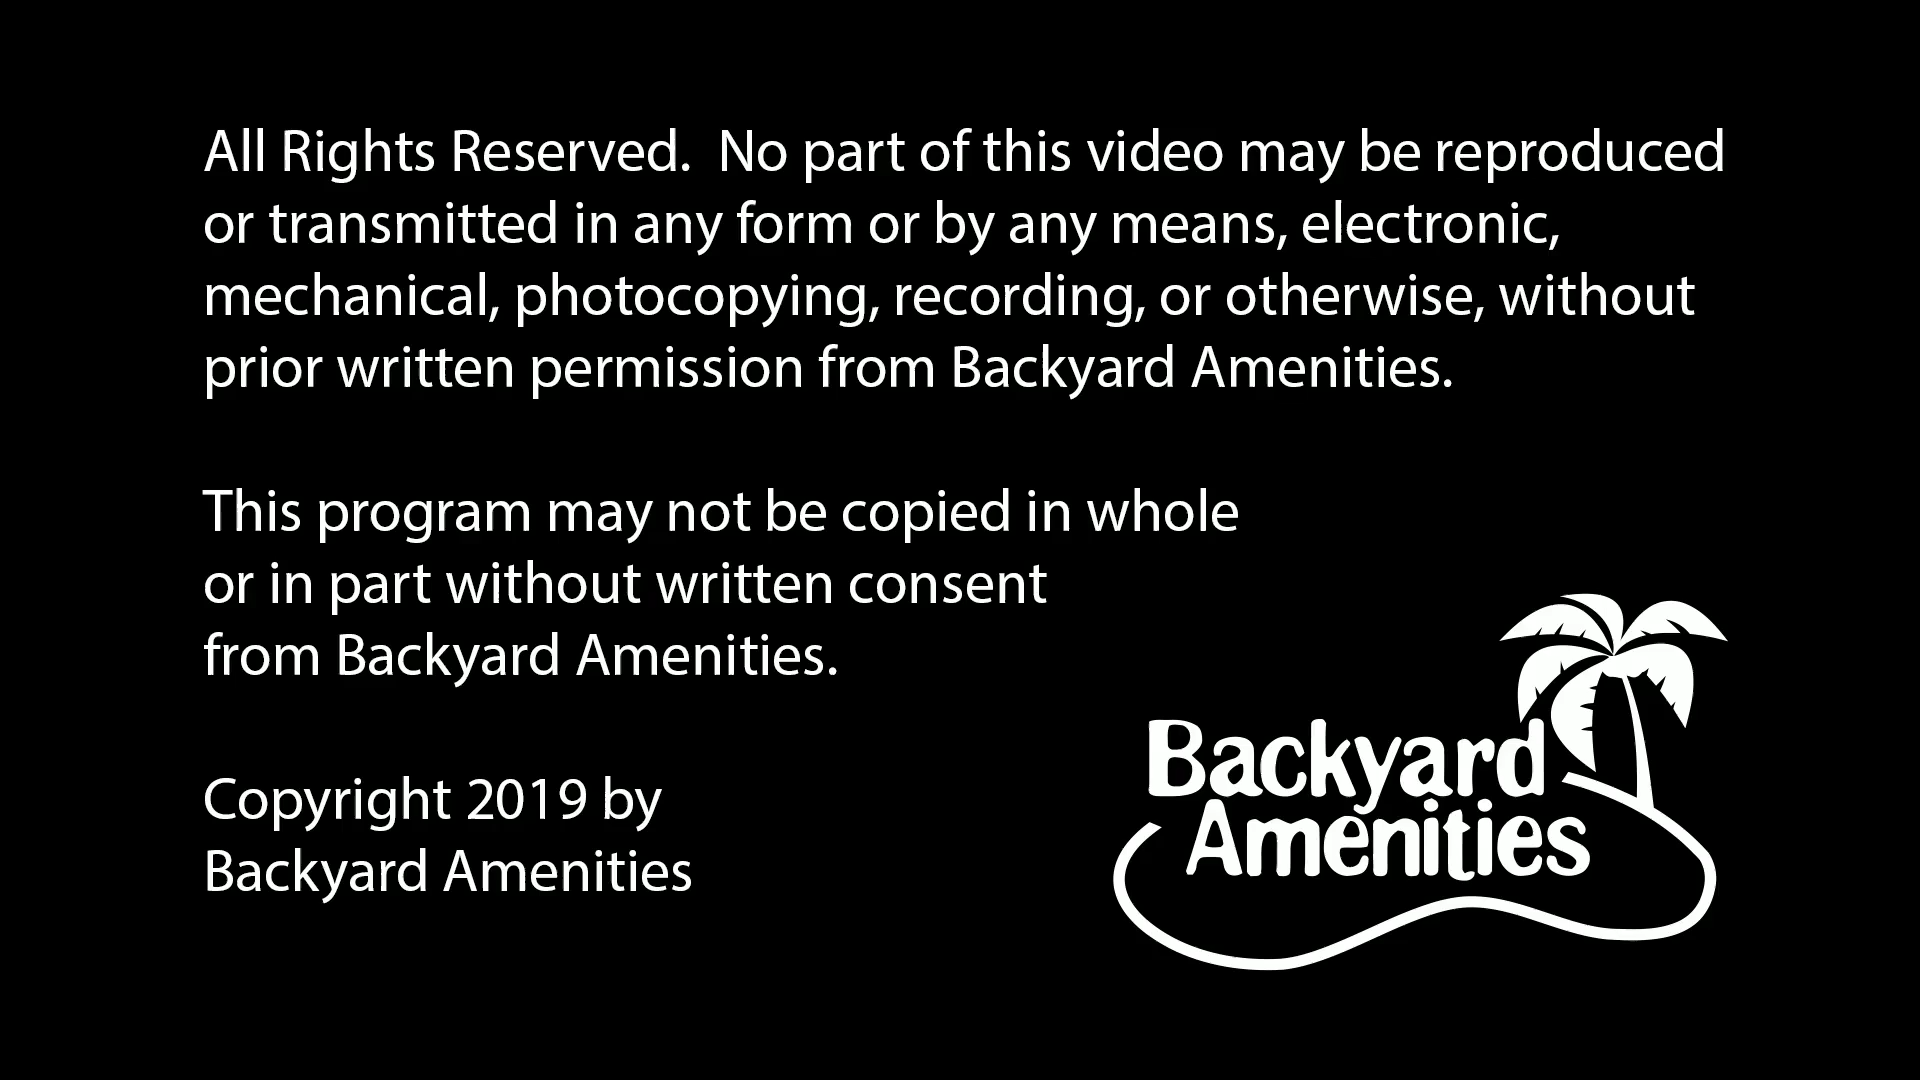 All Rights Reserved.  No part of this video may be reproduced
or transmitted in any form or by any means, electronic,
mechanical, photocopying, recording, or otherwise, without
prior written permission from Backyard Amenities.
This program may not be copied in whole
or in part without written consent
from Backyard Amenities.
Copyright 2019 by
Backyard Amenities
Backyard
Amenities